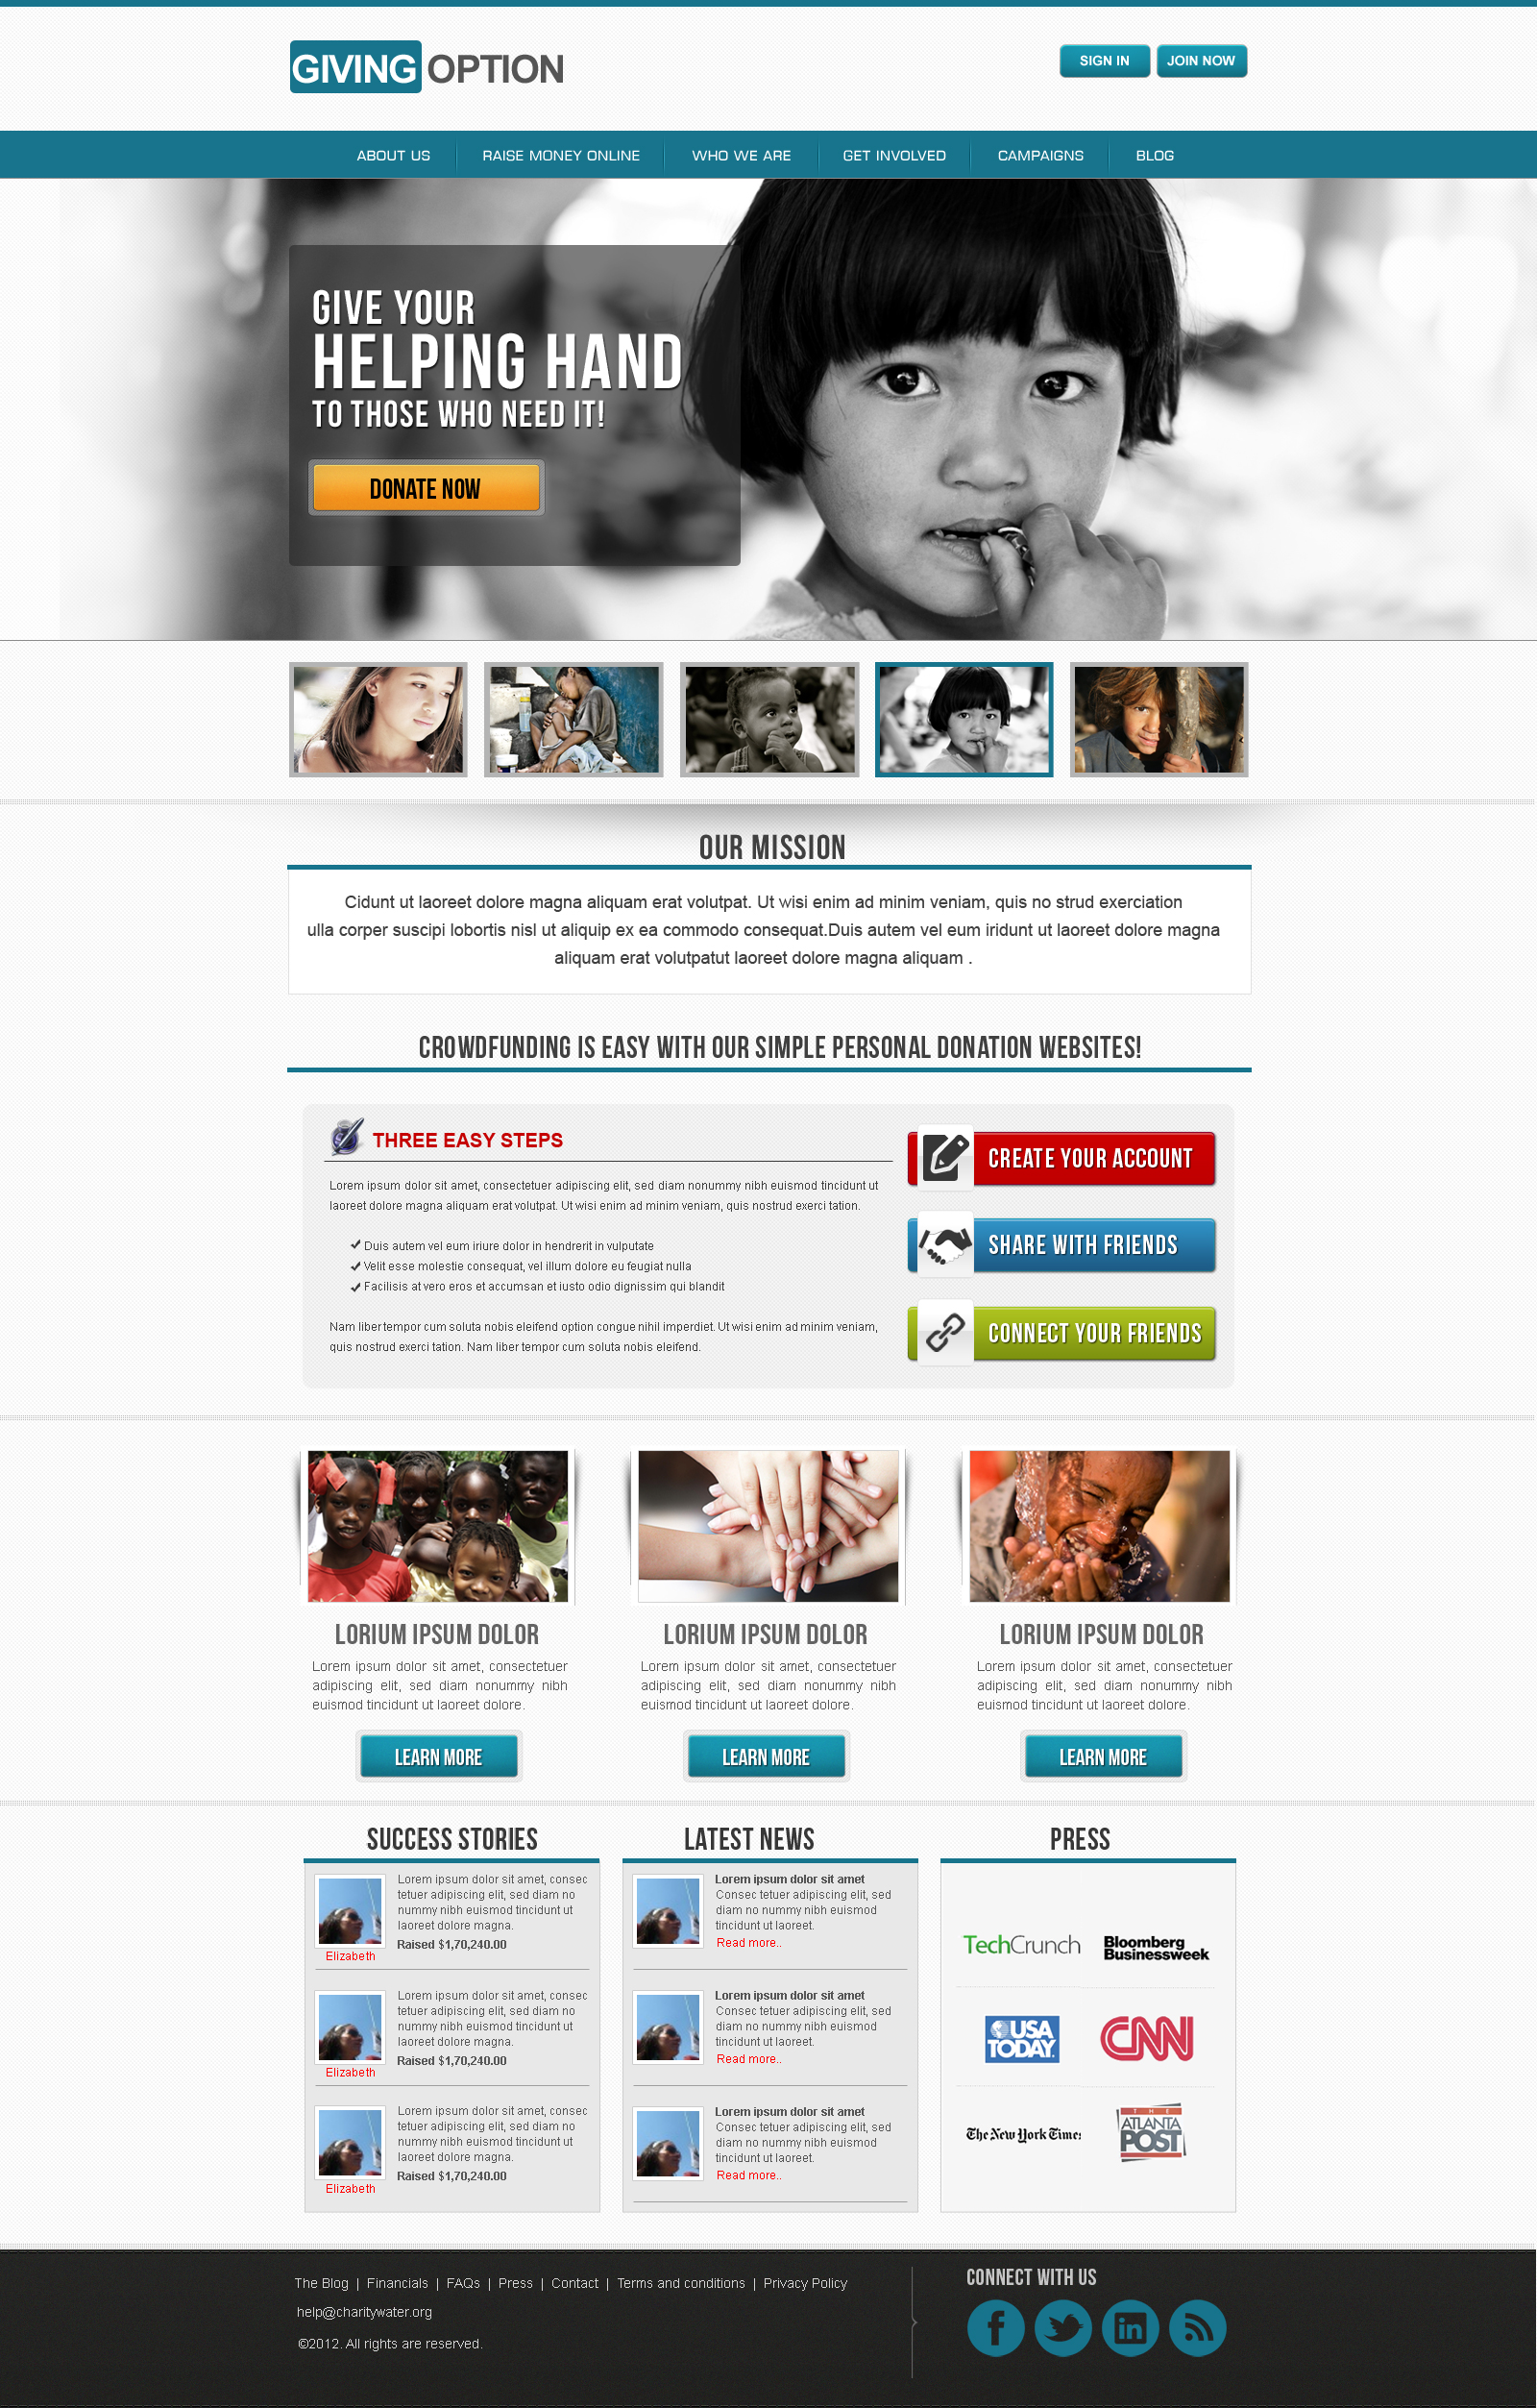 GIVING OPTION
SIGN IN
JOIN NOW
ABOUT US
RAISE MONEY ONLINE
WHO WE ARE
GET INVOLVED
CAMPAIGNS
BLOG
GIVE YOUR
HELPING HAND
TO THOSE WHO NEED IT!
DONATE NOW
OUR MISSION
Cidunt ut laoreet dolore magna aliquam erat volutpat. Ut wisi enim ad minim veniam, quis no strud exerciation
ulla corper suscipi lobortis nisl ut aliquip ex ea commodo consequat.Duis autem vel eum iridunt ut laoreet dolore magna
aliquam erat volutpatut laoreet dolore magna aliquam .
CROWDFUNDING IS EASY WITH OUR SIMPLE PERSONAL DONATION WEBSITES!
THREE EASY STEPS
Lorem ipsum dolor sit amet, consectetuer adipiscing elit, sed diam nonummy nibh euismod tincidunt ut
laoreet dolore magna aliquam erat volutpat. Ut wisi enim ad minim veniam, quis nostrud exerci tation.
Duis autem vel eum iriure dolor in hendrerit in vulputate
Velit esse molestie consequat, vel illum dolore eu feugiat nulla
Facilisis at vero eros et accumsan et iusto odio dignissim qui blandit
Nam liber tempor cum soluta nobis eleifend option congue nihil imperdiet. Ut wisi enim ad minim veniam,
quis nostrud exerci tation. Nam liber tempor cum soluta nobis eleifend.
CREATE YOUR ACCOUNT
SHARE WITH FRIENDS
CONNECT YOUR FRIENDS
LORIUM IPSUM DOLOR
Lorem ipsum dolor sit amet, consectetuer
adipiscing elit, sed diam nonummy nibh
euismod tincidunt ut laoreet dolore.
LEARN MORE
LORIUM IPSUM DOLOR
Lorem ipsum dolor sit amet, consectetuer
adipiscing elit, sed diam nonummy nibh
euismod tincidunt ut laoreet dolore.
LEARN MORE
LORIUM IPSUM DOLOR
Lorem ipsum dolor sit amet, consectetuer
adipiscing elit, sed diam nonummy nibh
euismod tincidunt ut laoreet dolore.
LEARN MORE
SUCCESS STORIES
Lorem ipsum dolor sit amet, consec
tetuer adipiscing elit, sed diam no
nummy nibh euismod tincidunt ut
laoreet dolore magna.
Raised $1,70,240.00
Elizabeth
Lorem ipsum dolor sit amet, consec
tetuer adipiscing elit, sed diam no
nummy nibh euismod tincidunt ut
laoreet dolore magna.
Raised $1,70,240.00
Elizabeth
Lorem ipsum dolor sit amet, consec
tetuer adipiscing elit, sed diam no
nummy nibh euismod tincidunt ut
laoreet dolore magna.
Raised $1,70,240.00
Elizabeth
LATEST NEWS
Lorem ipsum dolor sit amet
Consec tetuer adipiscing elit, sed
diam no nummy nibh euismod
tincidunt ut laoreet.
Read more..
Lorem ipsum dolor sit amet
Consec tetuer adipiscing elit, sed
diam no nummy nibh euismod
tincidunt ut laoreet.
Read more..
Lorem ipsum dolor sit amet
Consec tetuer adipiscing elit, sed
diam no nummy nibh euismod
tincidunt ut laoreet.
Read more..
PRESS
TechCrunch
Bloomberg
Businessweek
USA
TODAY
CNN
The New York Times
THE
ATLANTA
POST
The Blog | Financials | FAQs | Press | Contact | Terms and conditions | Privacy Policy
help@charitywater.org
©2012. All rights are reserved.
CONNECT WITH US